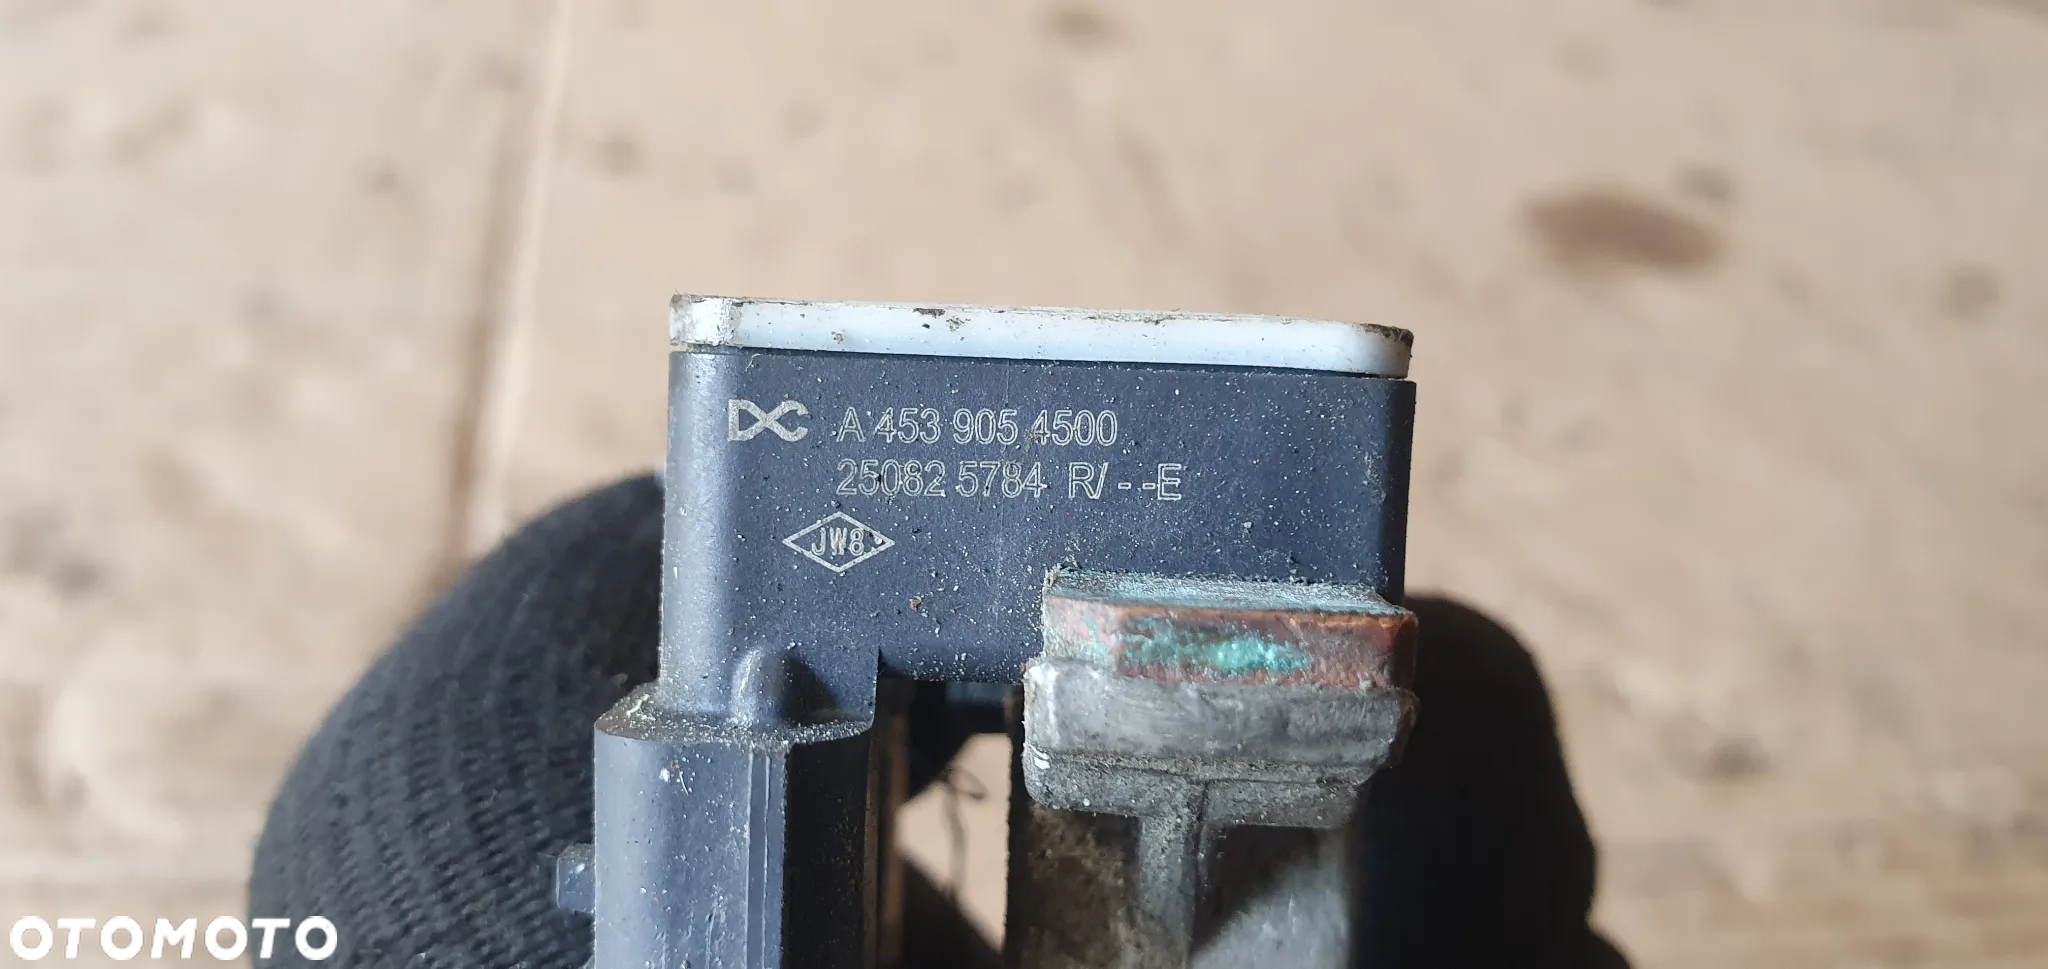 DC A 453 905 4500
25082 5784 R/ - -E
JW8
OTOMOTO